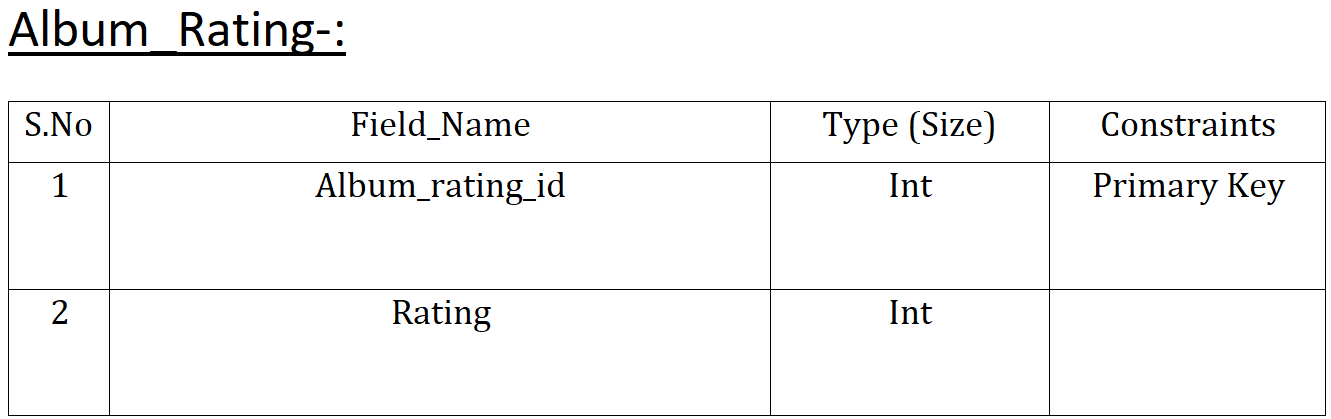 Album_Rating-:
S.No Field_Name Type (Size) Constraints
1 Album_rating_id Int Primary Key
2 Rating Int